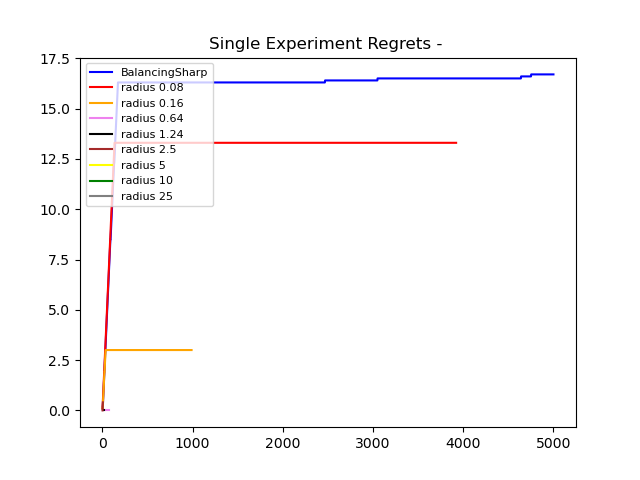 Single Experiment Regrets -
17.5
15.0
12.5
10.0
7.5
5.0
2.5
0.0
BalancingSharp
radius 0.08
radius 0.16
radius 0.64
radius 1.24
radius 2.5
radius 5
radius 10
radius 25
0 1000 2000 3000 4000 5000